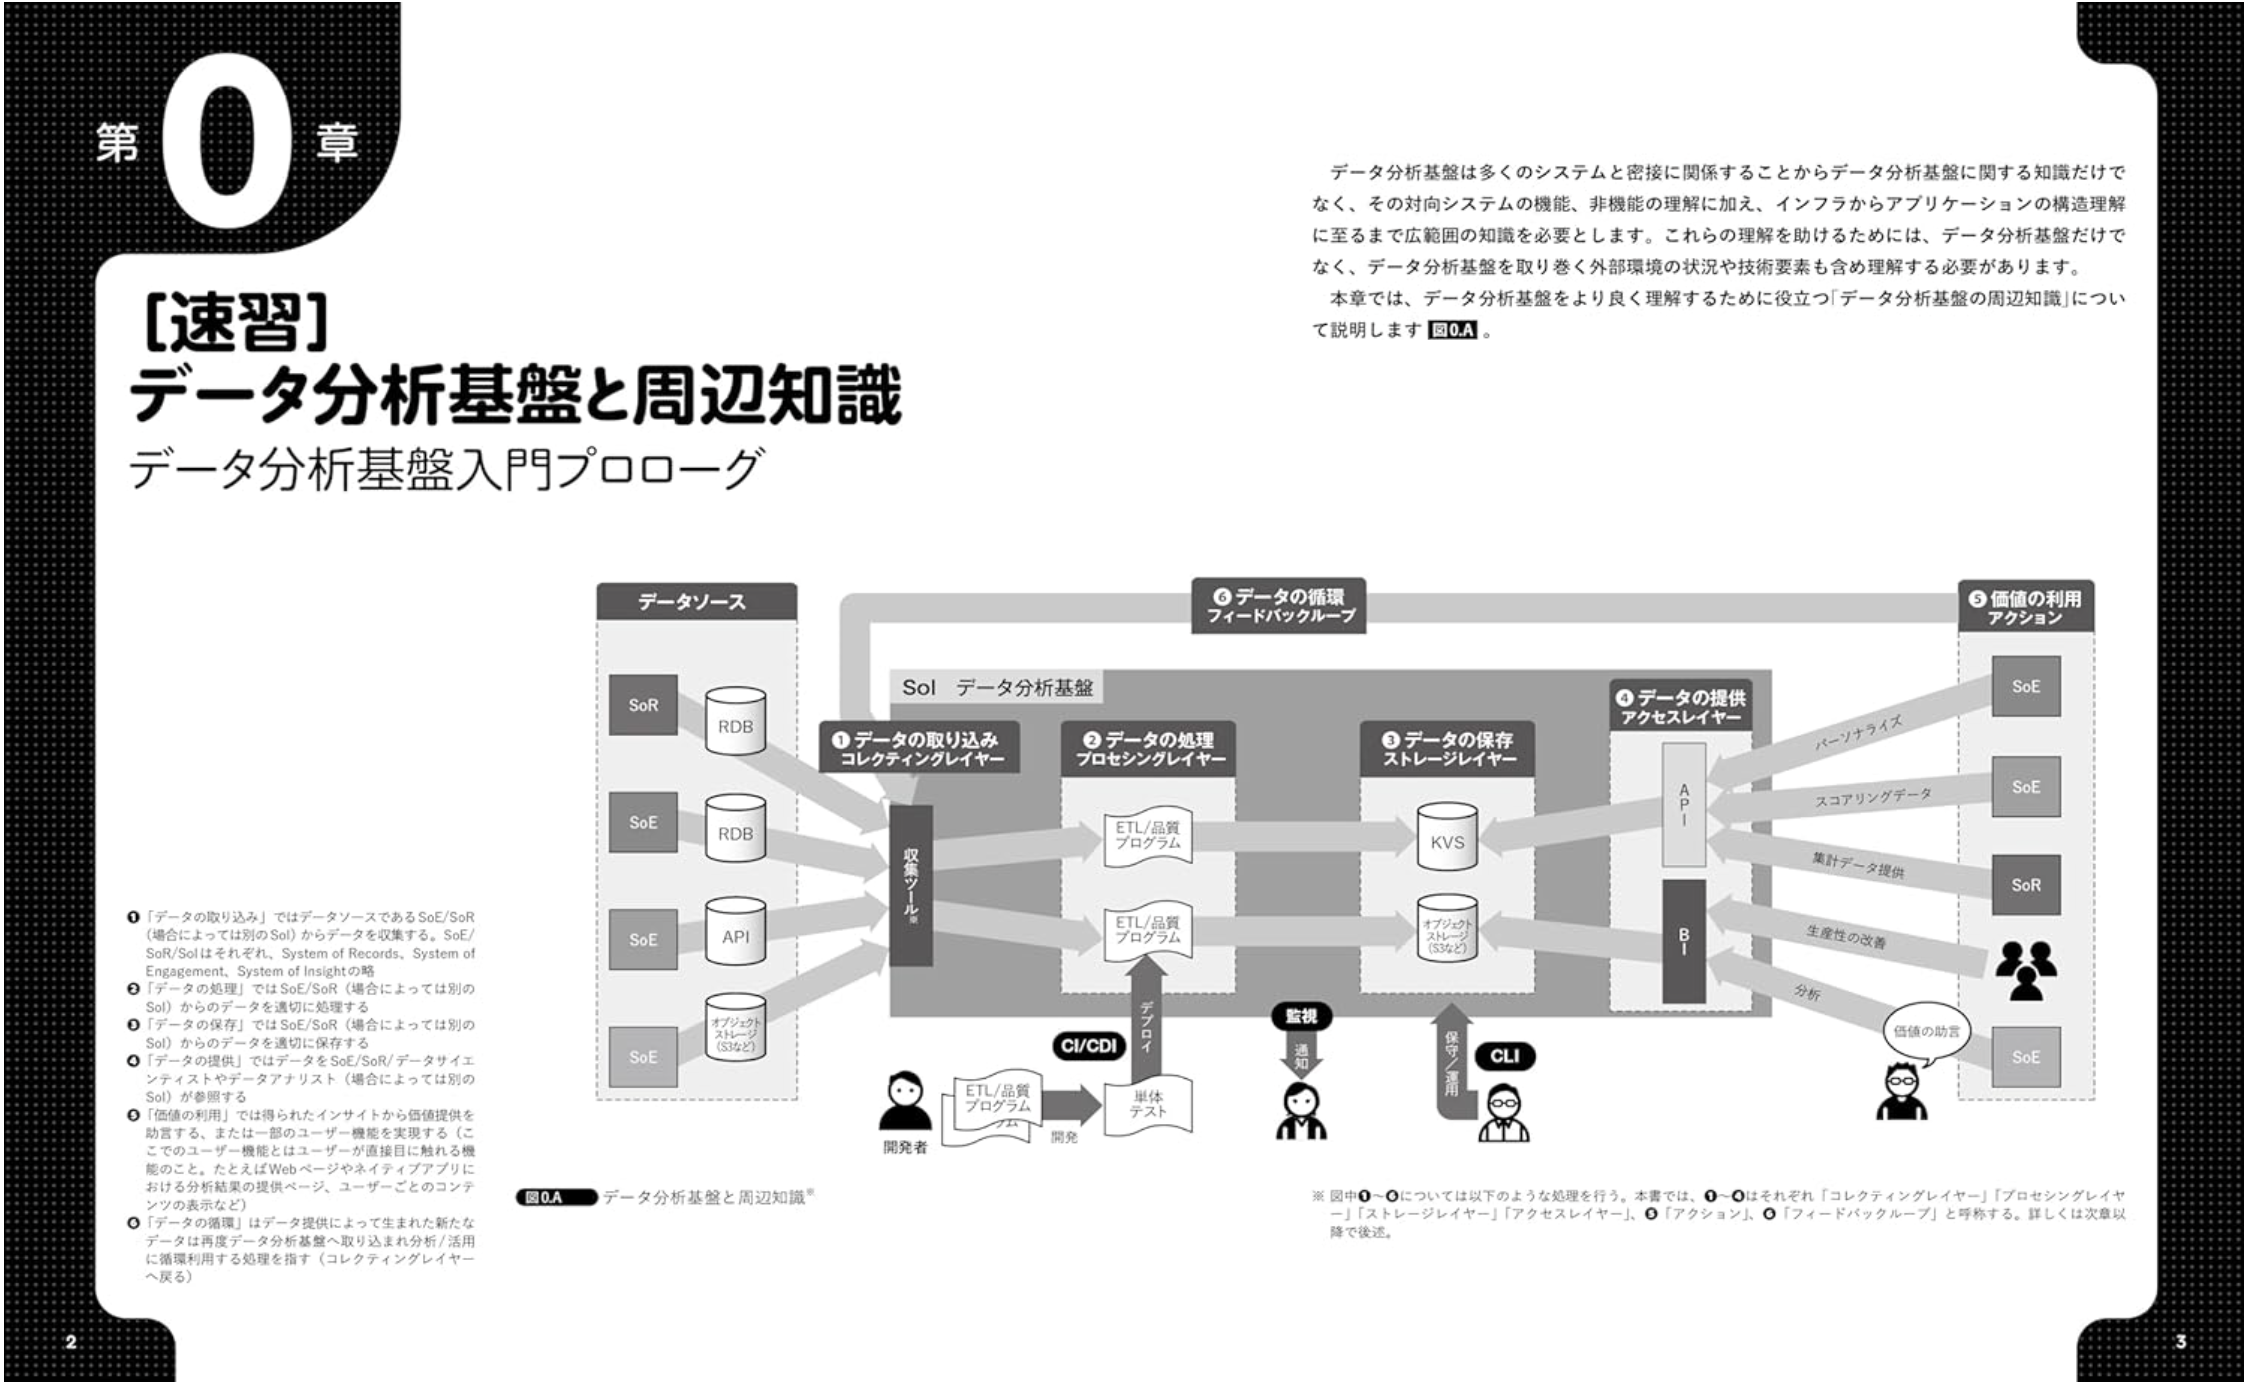 第0章
[速習]
データ分析基盤と周辺知識
データ分析基盤入門プロローグ
データ分析基盤は多くのシステムと密接に関係することからデータ分析基盤に関する知識だけで
なく、その対向システムの機能、非機能の理解に加え、インフラからアプリケーションの構造理解
に至るまで広範囲の知識を必要とします。これらの理解を助けるためには、データ分析基盤だけで
なく、データ分析基盤を取り巻く外部環境の状況や技術要素も含め理解する必要があります。
本章では、データ分析基盤をより良く理解するために役立つ「データ分析基盤の周辺知識」につい
て説明します 図0.A 。
データソース
SoR
RDB
SoE
RDB
SoE
API
SoE
オブジェクト
ストレージ
(S3など)
❻データの循環
フィードバックループ
SoI データ分析基盤
❶データの取り込み
コレクティングレイヤー
収集ツール※
❷データの処理
プロセシングレイヤー
ETL/品質
プログラム
ETL/品質
プログラム
❸データの保存
ストレージレイヤー
KVS
オブジェクト
ストレージ
(S3など)
❹データの提供
アクセスレイヤー
API
BI
❺価値の利用
アクション
SoE
SoE
SoR
SoE
パーソナライズ
スコアリングデータ
集計データ提供
生産性の改善
分析
価値の助言
CI/CDI
デプロイ
監視
通知
保守/運用
CLI
開発者
ETL/品質
プログラム
ラム
開発
単体
テスト
❶「データの取り込み」ではデータソースであるSoE/SoR
(場合によっては別のSoI)からデータを収集する。SoE/
SoR/SoIはそれぞれ、System of Records、System of
Engagement、System of Insightの略
❷「データの処理」ではSoE/SoR(場合によっては別の
SoI)からのデータを適切に処理する
❸「データの保存」ではSoE/SoR(場合によっては別の
SoI)からのデータを適切に保存する
❹「データの提供」ではデータをSoE/SoR/データサイエ
ンティストやデータアナリスト(場合によっては別の
SoI)が参照する
❺「価値の利用」では得られたインサイトから価値提供を
助言する、または一部のユーザー機能を実現する(こ
こでのユーザー機能とはユーザーが直接目に触れる機
能のこと。たとえばWebページやネイティブアプリに
おける分析結果の提供ページ、ユーザーごとのコンテ
ンツの表示など)
❻「データの循環」はデータ提供によって生まれた新たな
データは再度データ分析基盤へ取り込まれ分析/活用
に循環利用する処理を指す(コレクティングレイヤー
へ戻る)
図0.A データ分析基盤と周辺知識※
※ 図中❶~❻については以下のような処理を行う。本書では、❶~❹はそれぞれ「コレクティングレイヤー」「プロセシングレイヤ
ー」「ストレージレイヤー」「アクセスレイヤー」、❺「アクション」、❻「フィードバックループ」と呼称する。詳しくは次章以
降で後述。
2
3